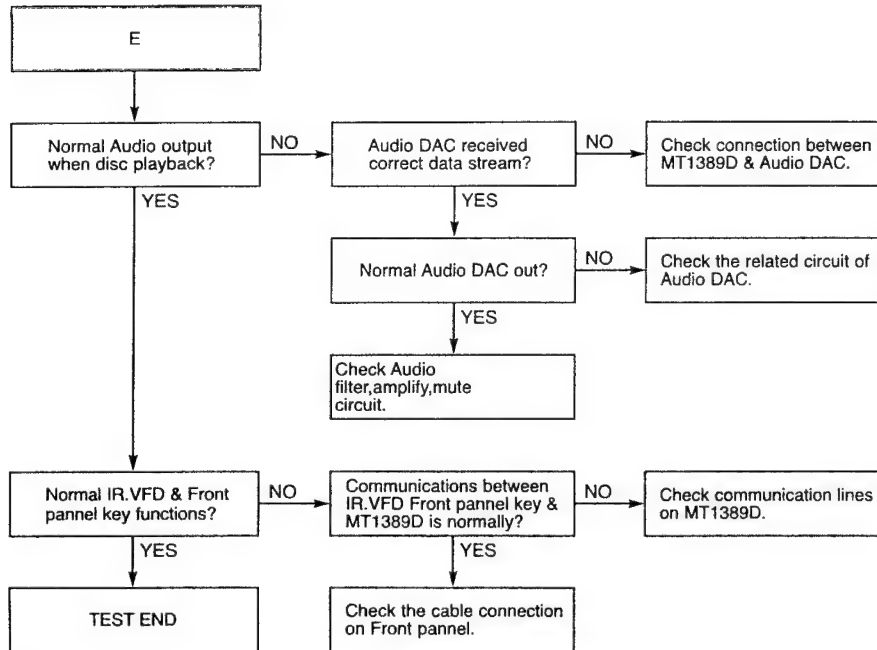 E
Normal Audio output
when disc playback?
NO
Audio DAC received
correct data stream?
NO
Check connection between
MT1389D & Audio DAC.
YES
YES
Normal Audio DAC out?
NO
Check the related circuit of
Audio DAC.
YES
Check Audio
filter,amplify,mute
circuit.
Normal IR.VFD & Front
pannel key functions?
NO
Communications between
IR.VFD Front pannel key &
MT1389D is normally?
NO
Check communication lines
on MT1389D.
YES
YES
TEST END
Check the cable connection
on Front pannel.